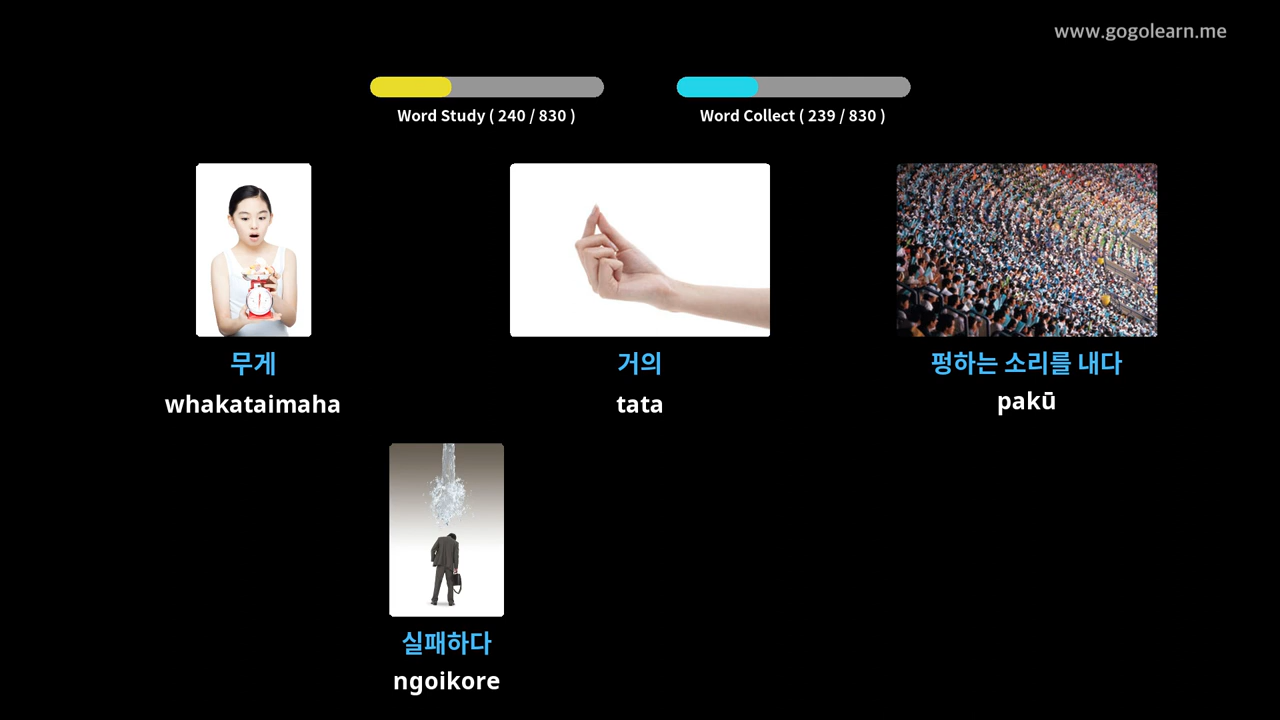 www.gogolearn.me
Word Study ( 240 / 830 )
Word Collect ( 239 / 830 )
무게
whakataimaha
거의
tata
펑하는 소리를 내다
pakū
실패하다
ngoikore